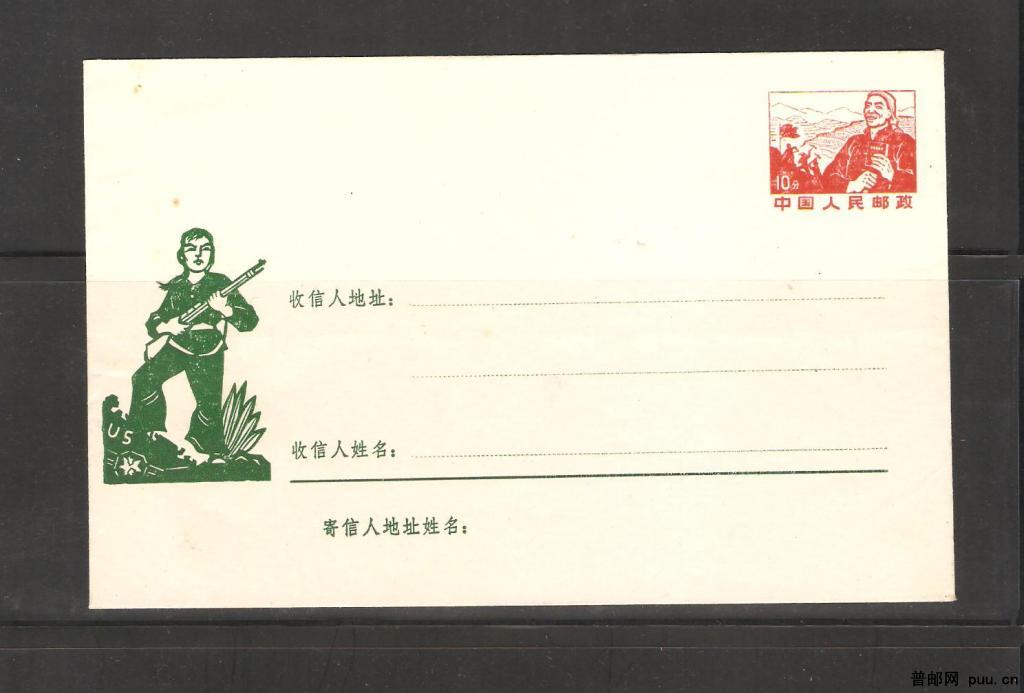 10分
中国人民邮政
收信人地址：
US
收信人姓名：
寄信人地址姓名：
普邮网 puu.cn